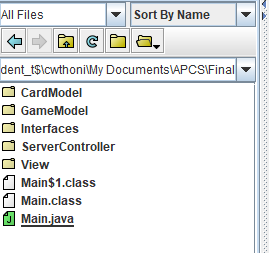 All Files Sort By Name
dent_t$\cwthoni\My Documents\APCS\Final
CardModel
GameModel
Interfaces
ServerController
View
Main$1.class
Main.class
Main.java